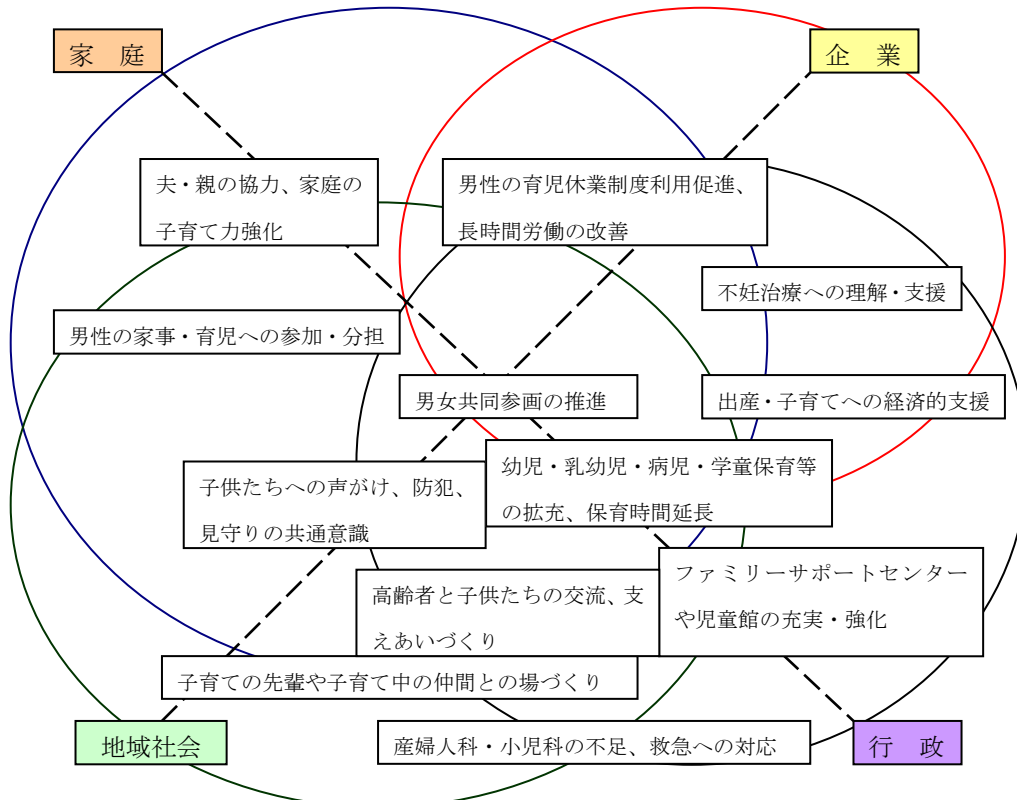 家　庭
企　業
夫・親の協力、家庭の
子育て力強化
男性の育児休業制度利用促進、
長時間労働の改善
不妊治療への理解・支援
男性の家事・育児への参加・分担
男女共同参画の推進
出産・子育てへの経済的支援
幼児・乳幼児・病児・学童保育等
の拡充、保育時間延長
子供たちへの声がけ、防犯、
見守りの共通意識
ファミリーサポートセンター
や児童館の充実・強化
高齢者と子供たちの交流、支
えあいづくり
子育ての先輩や子育て中の仲間との場づくり
地域社会
産婦人科・小児科の不足、救急への対応
行　政